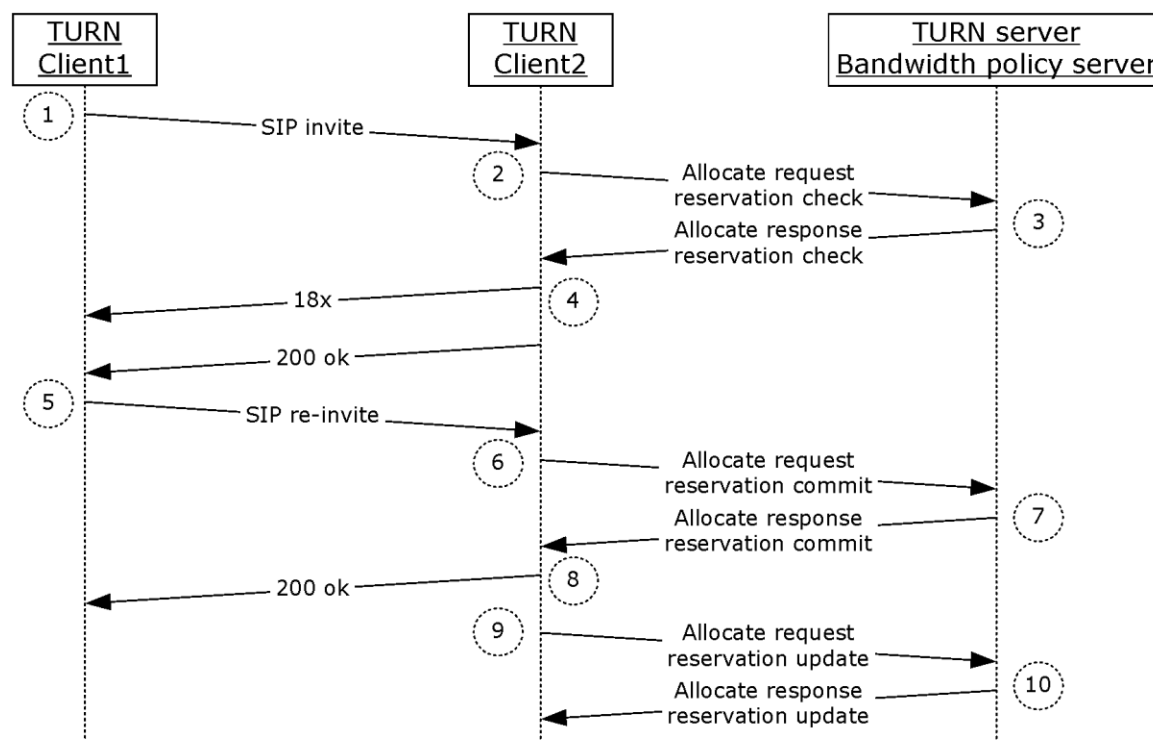 TURN
Client1
TURN
Client2
TURN server
Bandwidth policy server
1
SIP invite
2
Allocate request
reservation check
3
Allocate response
reservation check
18x
4
200 ok
5
SIP re-invite
6
Allocate request
reservation commit
7
Allocate response
reservation commit
200 ok
8
9
Allocate request
reservation update
10
Allocate response
reservation update